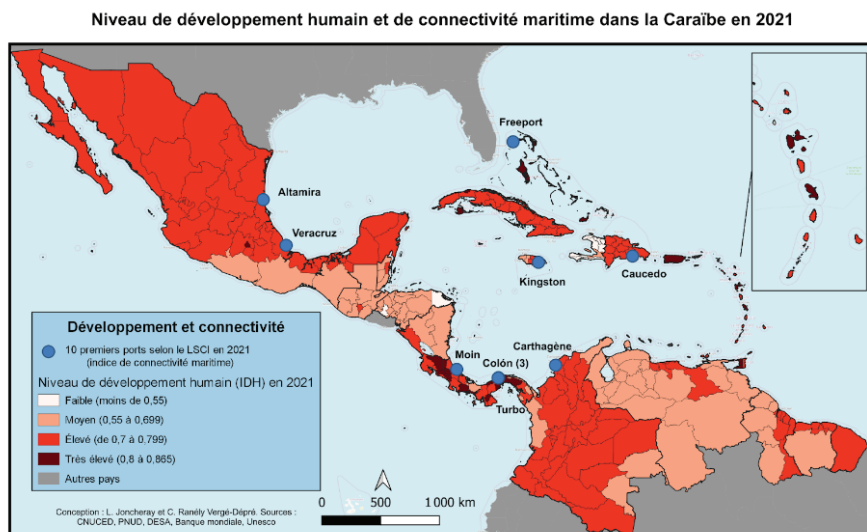 Niveau de développement humain et de connectivité maritime dans la Caraïbe en 2021
Freeport
Altamira
Veracruz
Kingston
Caucedo
Moin
Colón (3)
Carthagène
Turbo
Développement et connectivité
10 premiers ports selon le LSCI en 2021
(indice de connectivité maritime)
Niveau de développement humain (IDH) en 2021
Faible (moins de 0,55)
Moyen (0,55 à 0,699)
Élevé (de 0,7 à 0,799)
Très élevé (0,8 à 0,865)
Autres pays
Conception : L. Joncheray et C. Ranély Vergé-Dépré. Sources :
CNUCED, PNUD, DESA, Banque mondiale, Unesco
0 500 1 000 km